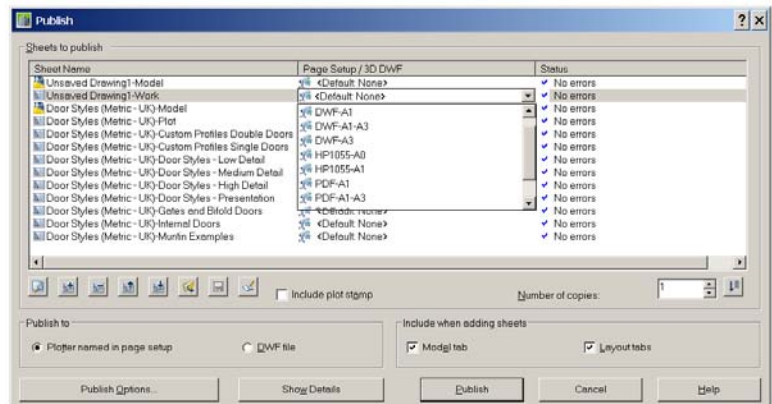 Publish
Sheets to publish
Sheet Name Page Setup / 3D DWF Status
Unsaved Drawing1-Model <Default None> No errors
Unsaved Drawing1-Work <Default None> No errors
Door Styles (Metric - UK)-Model DWF-A1 No errors
Door Styles (Metric - UK)-Plot DWF-A1-A3 No errors
Door Styles (Metric - UK)-Custom Profiles Double Doors DWF-A3 No errors
Door Styles (Metric - UK)-Custom Profiles Single Doors HP1055-A0 No errors
Door Styles (Metric - UK)-Door Styles - Low Detail HP1055-A1 No errors
Door Styles (Metric - UK)-Door Styles - Medium Detail PDF-A1 No errors
Door Styles (Metric - UK)-Door Styles - High Detail PDF-A1-A3 No errors
Door Styles (Metric - UK)-Door Styles - Presentation No errors
Door Styles (Metric - UK)-Gates and Bifold Doors <Default None> No errors
Door Styles (Metric - UK)-Internal Doors <Default None> No errors
Door Styles (Metric - UK)-Muntin Examples <Default None> No errors
Include plot stamp Number of copies: 1
Publish to Include when adding sheets
Plotter named in page setup DWF file Model tab Layout tabs
Publish Options... Show Details Publish Cancel Help